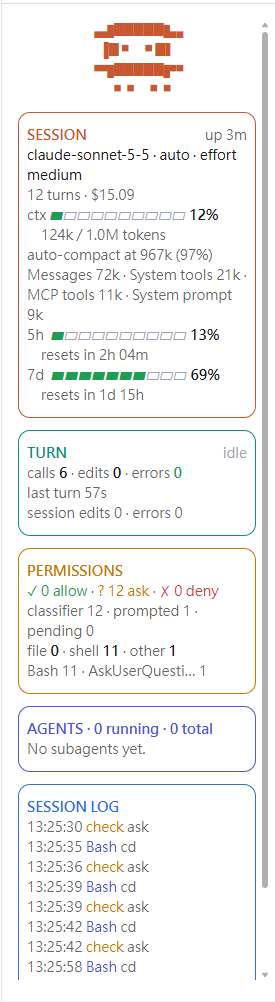 SESSION up 3m
claude-sonnet-5-5 · auto · effort
medium
12 turns · $15.09
ctx 12%
124k / 1.0M tokens
auto-compact at 967k (97%)
Messages 72k · System tools 21k ·
MCP tools 11k · System prompt
9k
5h 13%
resets in 2h 04m
7d 69%
resets in 1d 15h
TURN idle
calls 6 · edits 0 · errors 0
last turn 57s
session edits 0 · errors 0
PERMISSIONS
✓ 0 allow · ? 12 ask · ✗ 0 deny
classifier 12 · prompted 1 ·
pending 0
file 0 · shell 11 · other 1
Bash 11 · AskUserQuesti... 1
AGENTS · 0 running · 0 total
No subagents yet.
SESSION LOG
13:25:30 check ask
13:25:35 Bash cd
13:25:36 check ask
13:25:39 Bash cd
13:25:39 check ask
13:25:42 Bash cd
13:25:42 check ask
13:25:58 Bash cd